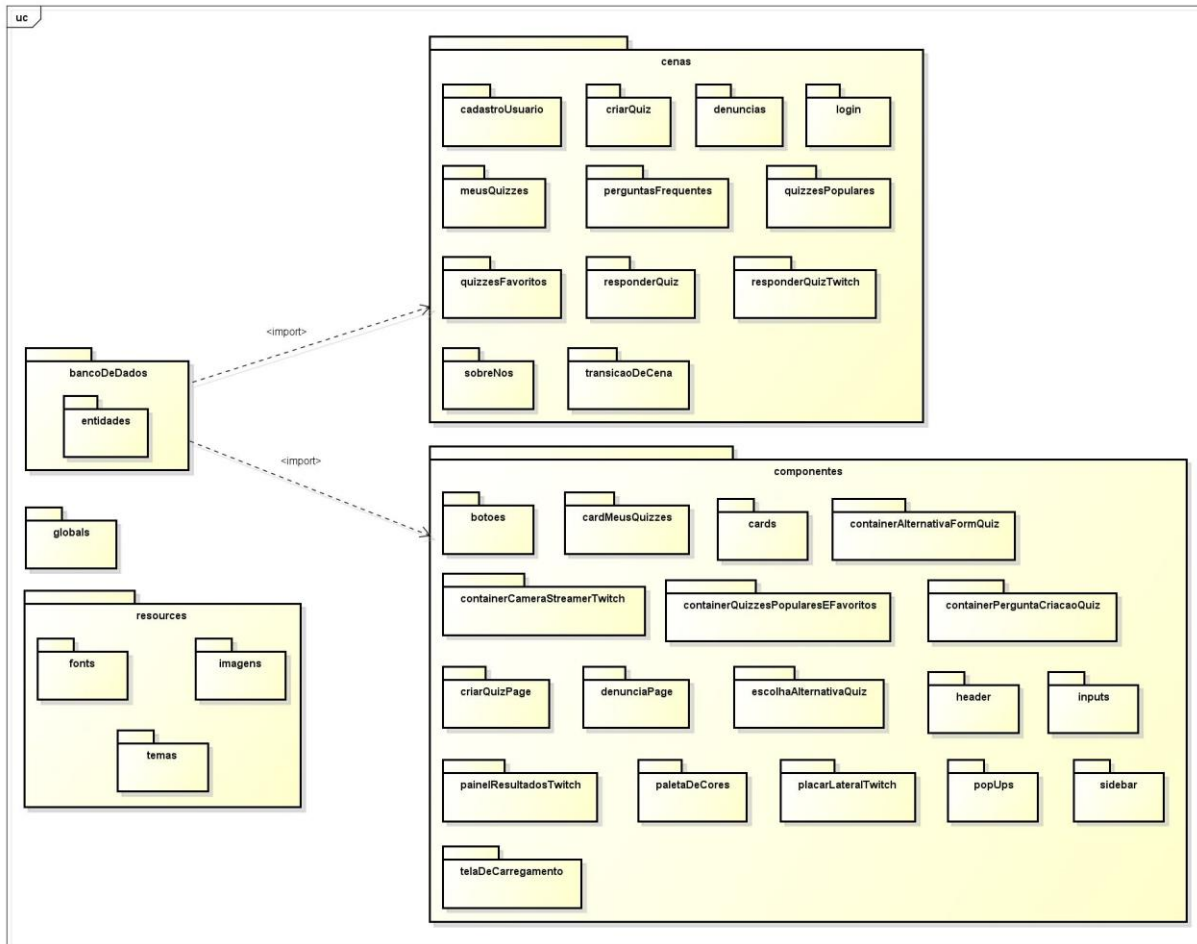 uc
cenas
cadastroUsuario
criarQuiz
denuncias
login
meusQuizzes
perguntasFrequentes
quizzesPopulares
quizzesFavoritos
responderQuiz
responderQuizTwitch
sobreNos
transicaoDeCena
<import>
bancoDeDados
entidades
<import>
globals
resources
fonts
imagens
temas
componentes
botoes
cardMeusQuizzes
cards
containerAlternativaFormQuiz
containerCameraStreamerTwitch
containerQuizzesPopularesEFavoritos
containerPerguntaCriacaoQuiz
criarQuizPage
denunciaPage
escolhaAlternativaQuiz
header
inputs
painelResultadosTwitch
paletaDeCores
placarLateralTwitch
popUps
sidebar
telaDeCarregamento